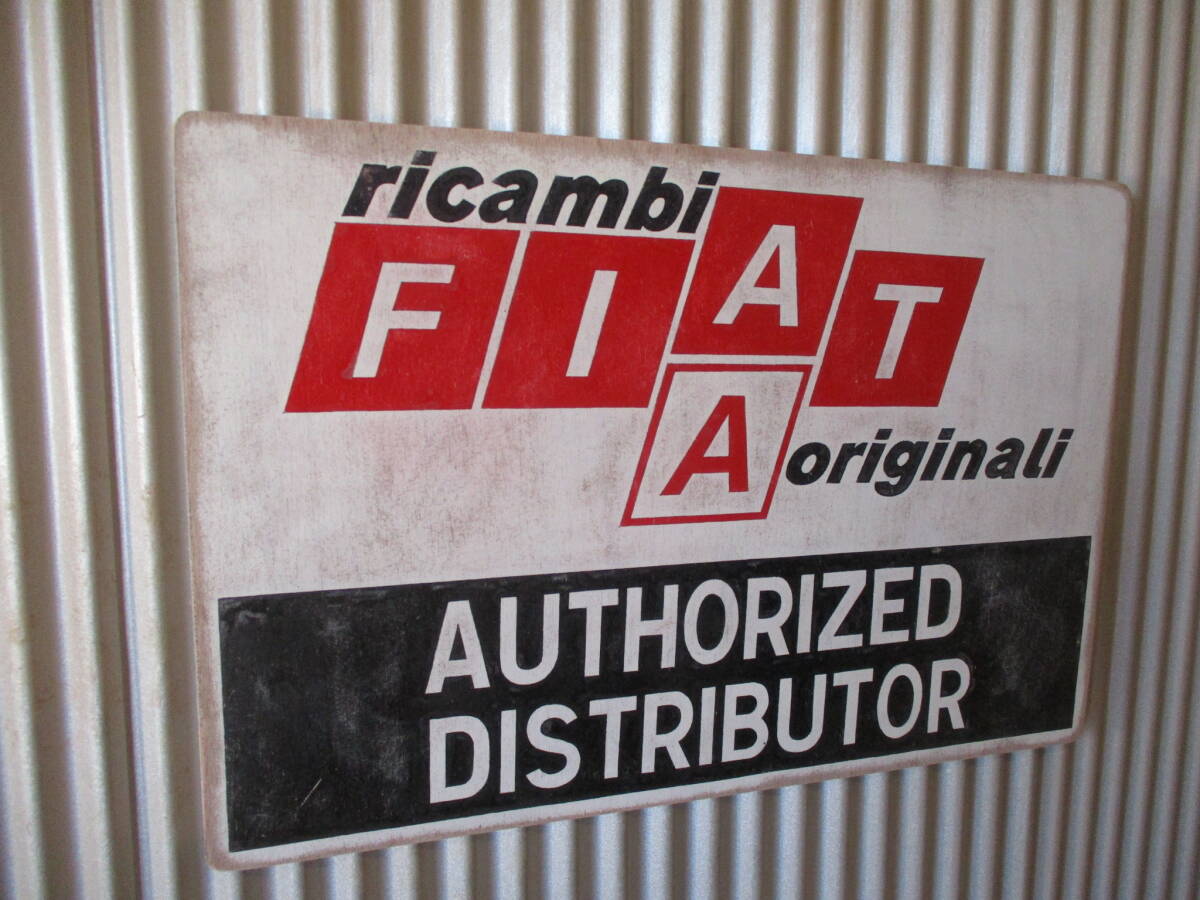 ricambi
FIAT
A originali
AUTHORIZED
DISTRIBUTOR